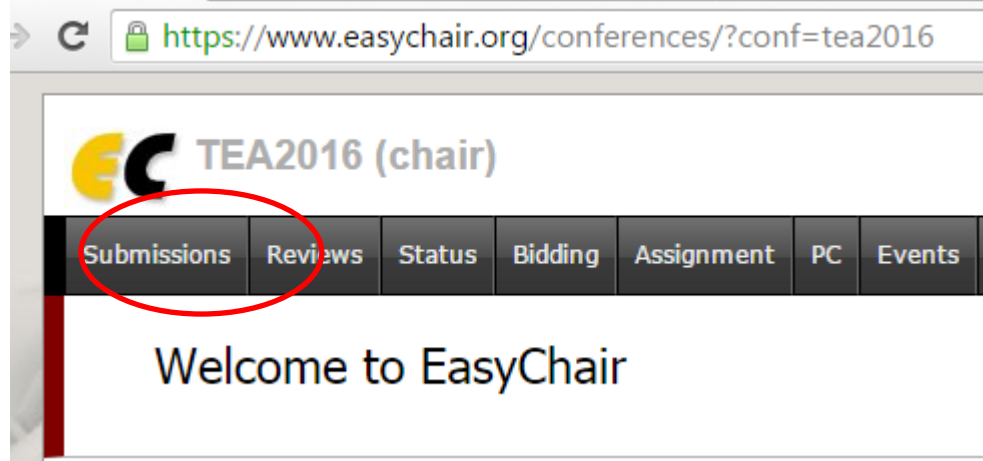 https://www.easychair.org/conferences/?conf=tea2016
EC TEA2016 (chair)
Submissions Reviews Status Bidding Assignment PC Events
Welcome to EasyChair